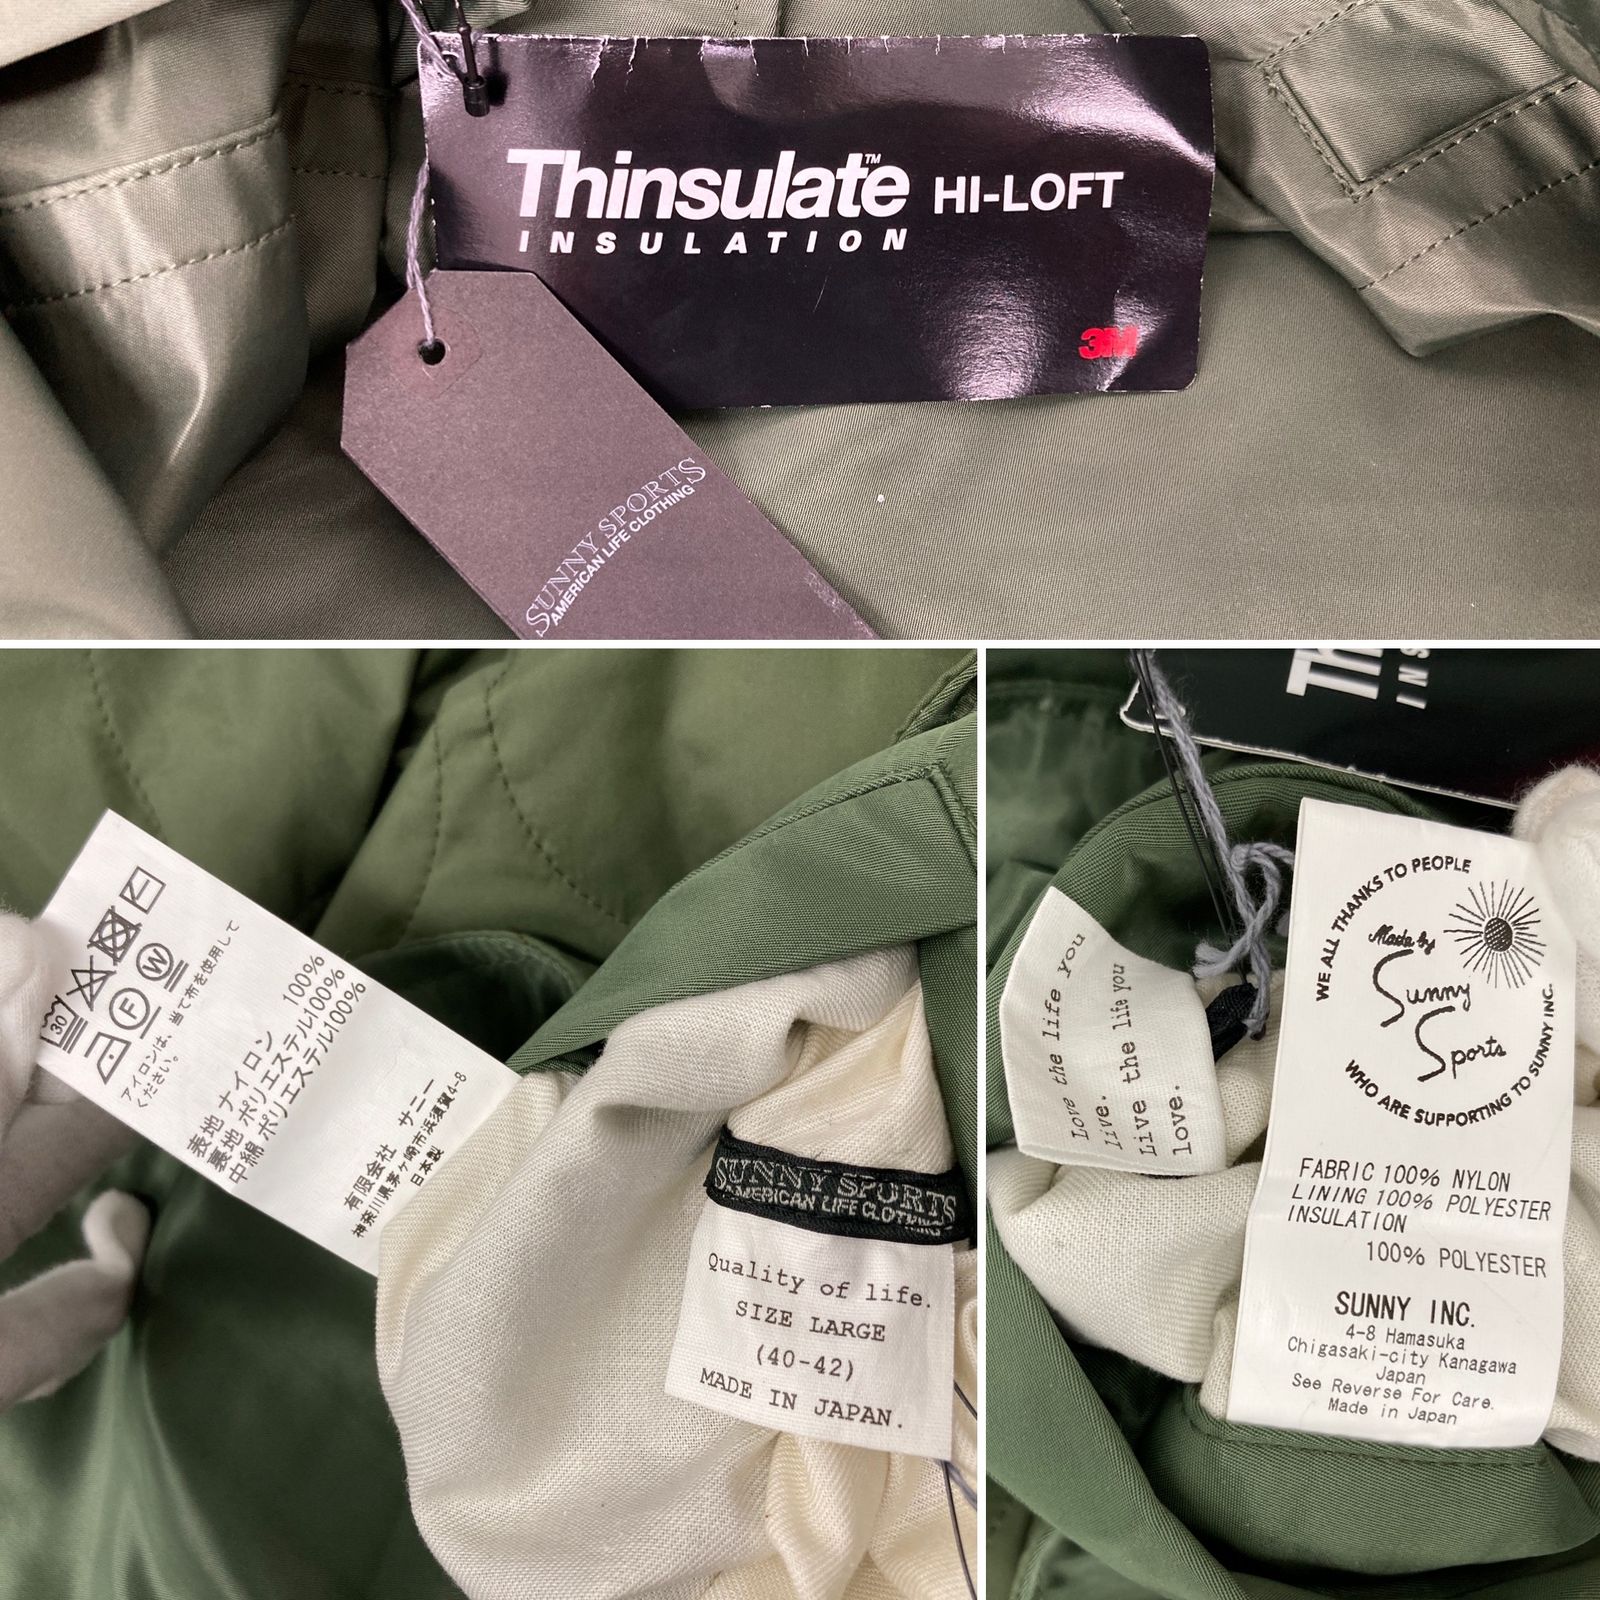 Thinsulate™ HI-LOFT
INSULATION
3M
SUNNY SPORTS
AMERICAN LIFE CLOTHING
30
W
F
アイロンは、当て布を使用して
ください。
表地 ナイロン 100%
裏地 ポリエステル100%
中綿 ポリエステル100%
有限会社 サニー
神奈川県茅ヶ崎市浜須賀4-8
日本製
SUNNY SPORTS
AMERICAN LIFE CLOTHING
Quality of life.
SIZE LARGE
(40-42)
MADE IN JAPAN.
Love the life you
live.
Live the life you
love.
WE ALL THANKS TO PEOPLE
Made by
Sunny
Sports
WHO ARE SUPPORTING TO SUNNY INC.
FABRIC 100% NYLON
LINING 100% POLYESTER
INSULATION
100% POLYESTER
SUNNY INC.
4-8 Hamasuka
Chigasaki-city Kanagawa
Japan
See Reverse For Care.
Made in Japan